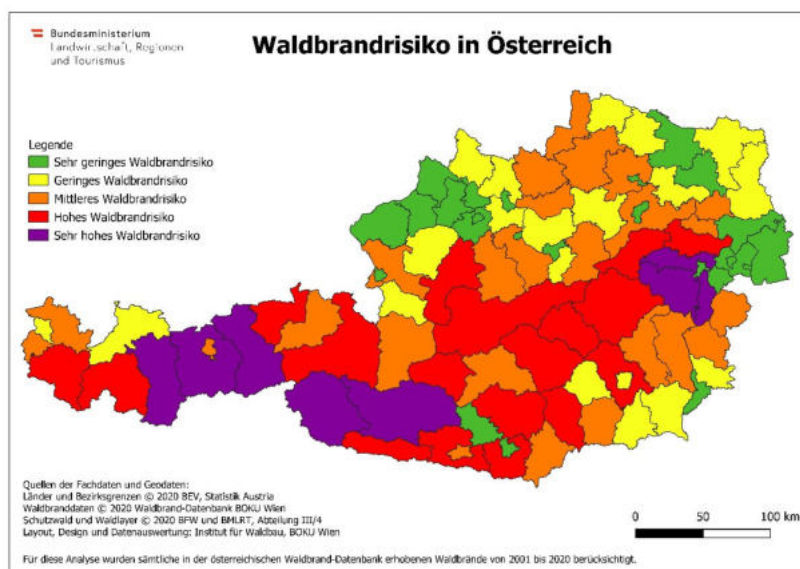 Bundesministerium
Landwirtschaft, Regionen
und Tourismus
Waldbrandrisiko in Österreich
Legende
Sehr geringes Waldbrandrisiko
Geringes Waldbrandrisiko
Mittleres Waldbrandrisiko
Hohes Waldbrandrisiko
Sehr hohes Waldbrandrisiko
Quellen der Fachdaten und Geodaten:
Länder und Bezirksgrenzen © 2020 BEV, Statistik Austria
Waldbranddaten © 2020 Waldbrand-Datenbank BOKU Wien
Schutzwald und Waldlayer © 2020 BFW und BMLRT, Abteilung III/4
Layout, Design und Datenauswertung: Institut für Waldbau, BOKU Wien
0 50 100 km
Für diese Analyse wurden sämtliche in der österreichischen Waldbrand-Datenbank erhobenen Waldbrände von 2001 bis 2020 berücksichtigt.